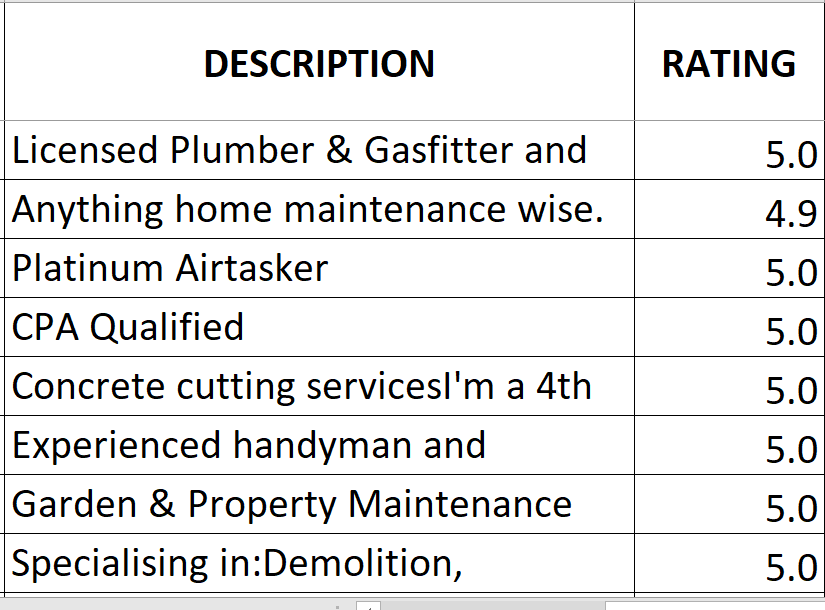 DESCRIPTION RATING
Licensed Plumber & Gasfitter and 5.0
Anything home maintenance wise. 4.9
Platinum Airtasker 5.0
CPA Qualified 5.0
Concrete cutting servicesI'm a 4th 5.0
Experienced handyman and 5.0
Garden & Property Maintenance 5.0
Specialising in:Demolition, 5.0